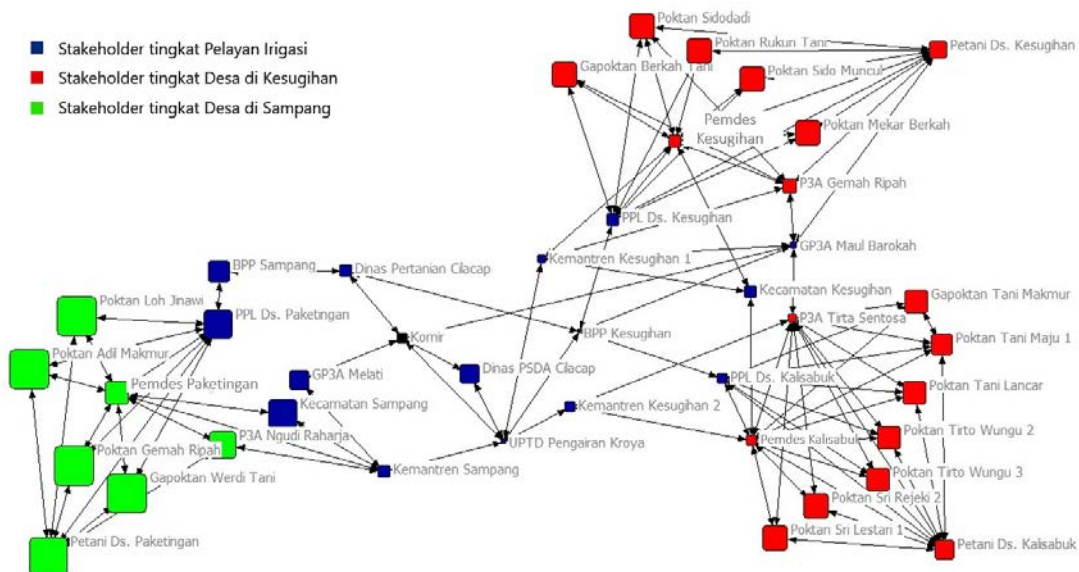 Stakeholder tingkat Pelayan Irigasi
Stakeholder tingkat Desa di Kesugihan
Stakeholder tingkat Desa di Sampang
Poktan Sidodadi
Poktan Rukun Tani
Petani Ds. Kesugihan
Gapoktan Berkah Tani
Poktan Sido Muncul
Pemdes
Kesugihan
Poktan Mekar Berkah
P3A Gemah Ripah
PPL Ds. Kesugihan
GP3A Maul Barokah
Kemantren Kesugihan 1
BPP Sampang
Dinas Pertanian Cilacap
Kecamatan Kesugihan
Gapoktan Tani Makmur
Poktan Loh Jinawi
PPL Ds. Paketingan
P3A Tirta Sentosa
Komir
BPP Kesugihan
Poktan Tani Maju 1
Poktan Adil Makmur
GP3A Melati
Dinas PSDA Cilacap
PPL Ds. Kalisabuk
Pemdes Paketingan
Poktan Tani Lancar
Kecamatan Sampang
Kemantren Kesugihan 2
P3A Ngudi Raharja
Poktan Tirto Wungu 2
UPTD Pengairan Kroya
Pemdes Kalisabuk
Poktan Gemah Ripah
Kemantren Sampang
Poktan Tirto Wungu 3
Gapoktan Werdi Tani
Poktan Sri Rejeki 2
Poktan Sri Lestari 1
Petani Ds. Paketingan
Petani Ds. Kalisabuk